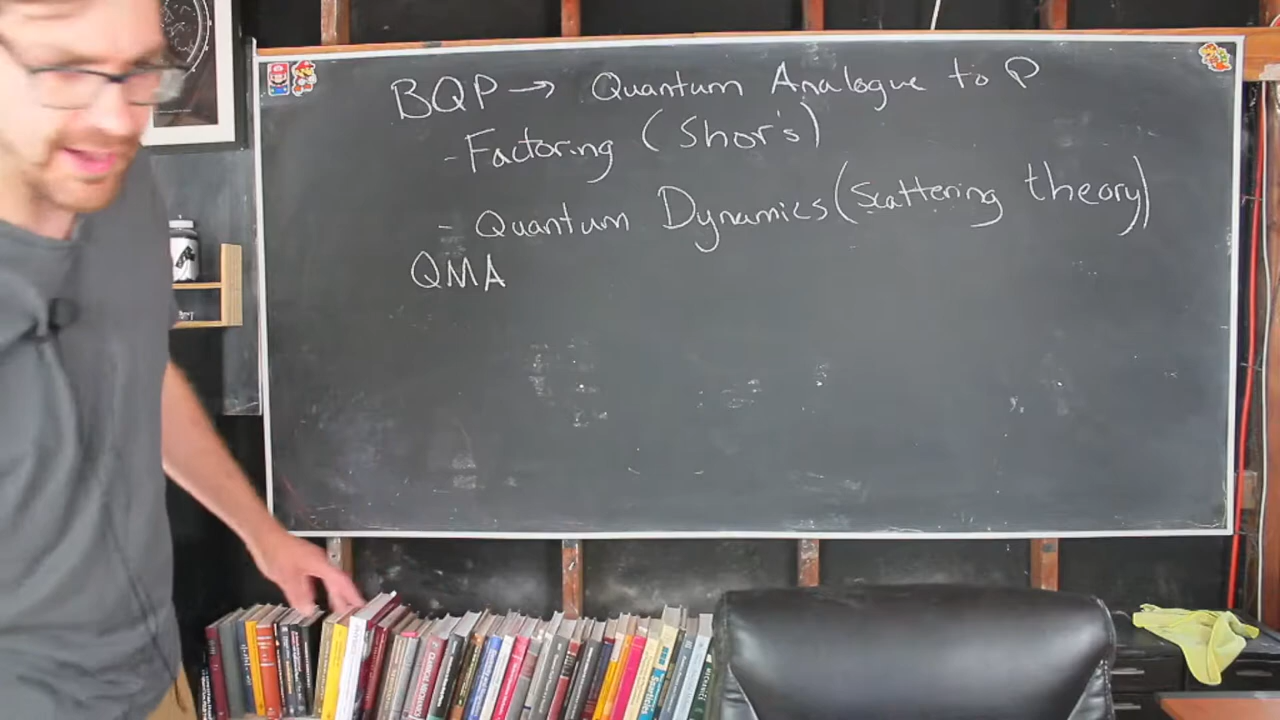 BQP → Quantum Analogue to P
- Factoring (Shor's)
- Quantum Dynamics (Scattering theory)
QMA